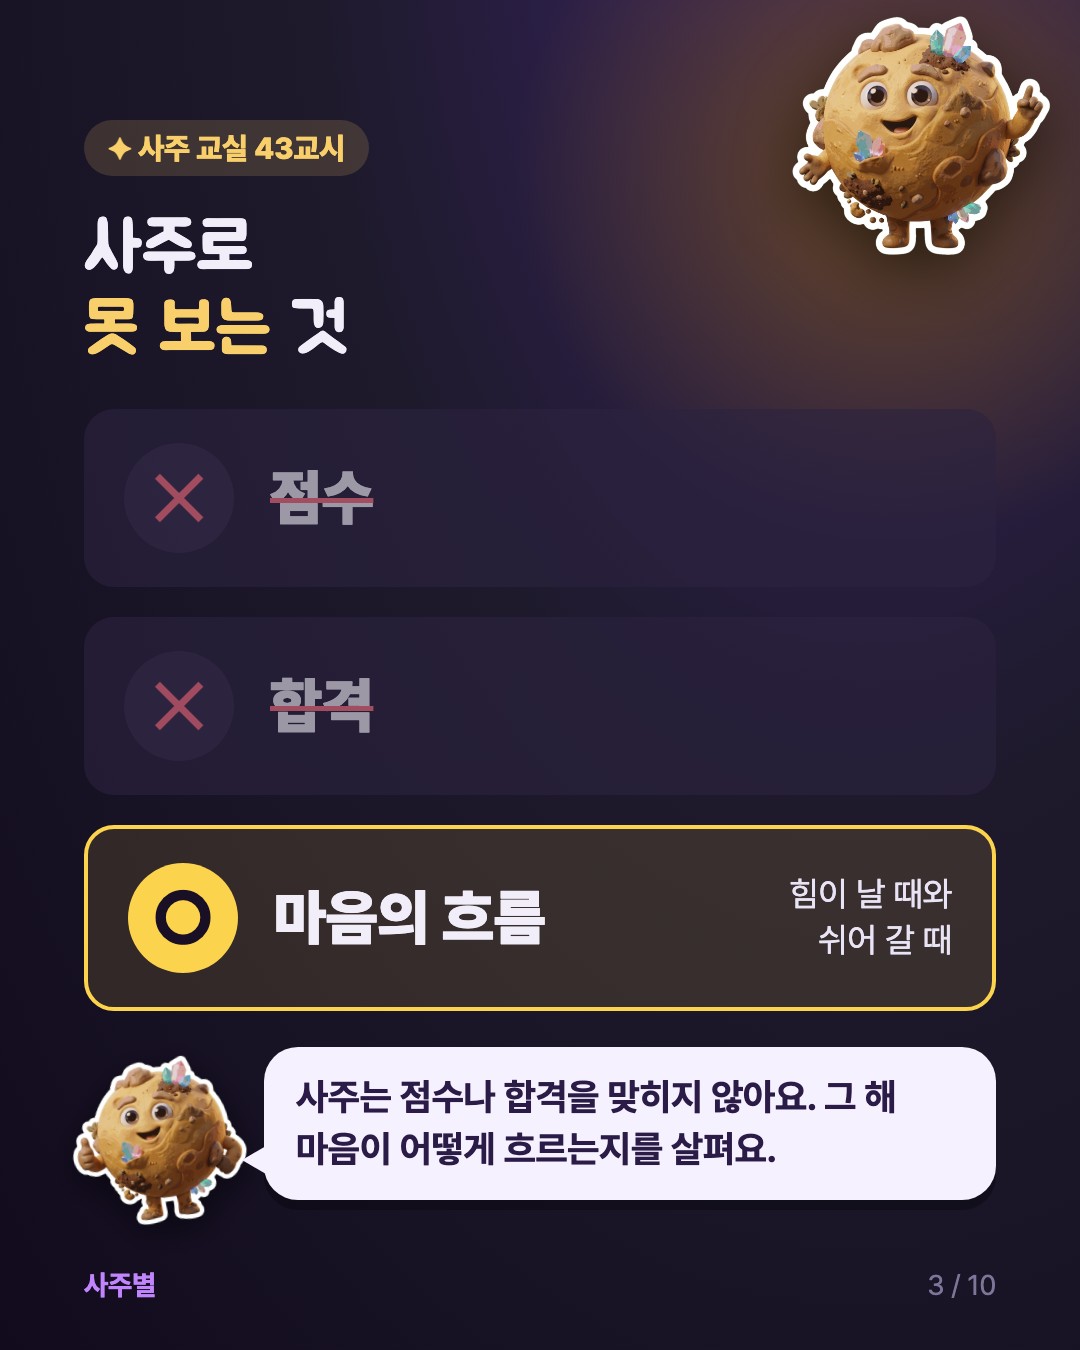 ✦ 사주 교실 43교시
사주로
못 보는 것
점수
합격
마음의 흐름
힘이 날 때와
쉬어 갈 때
사주는 점수나 합격을 맞히지 않아요. 그 해
마음이 어떻게 흐르는지를 살펴요.
사주별
3 / 10